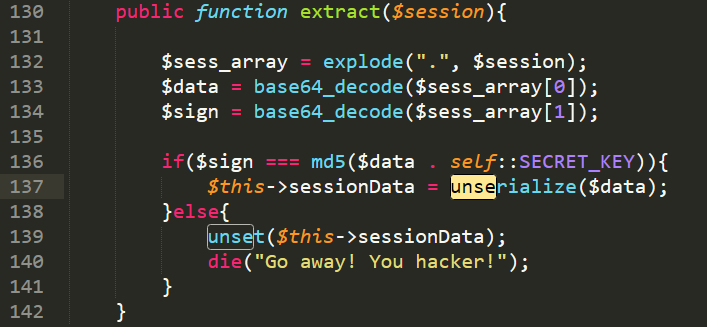 130 public function extract($session){
131
132 $sess_array = explode(".", $session);
133 $data = base64_decode($sess_array[0]);
134 $sign = base64_decode($sess_array[1]);
135
136 if($sign === md5($data . self::SECRET_KEY)){
137 $this->sessionData = unserialize($data);
138 }else{
139 unset($this->sessionData);
140 die("Go away! You hacker!");
141 }
142 }